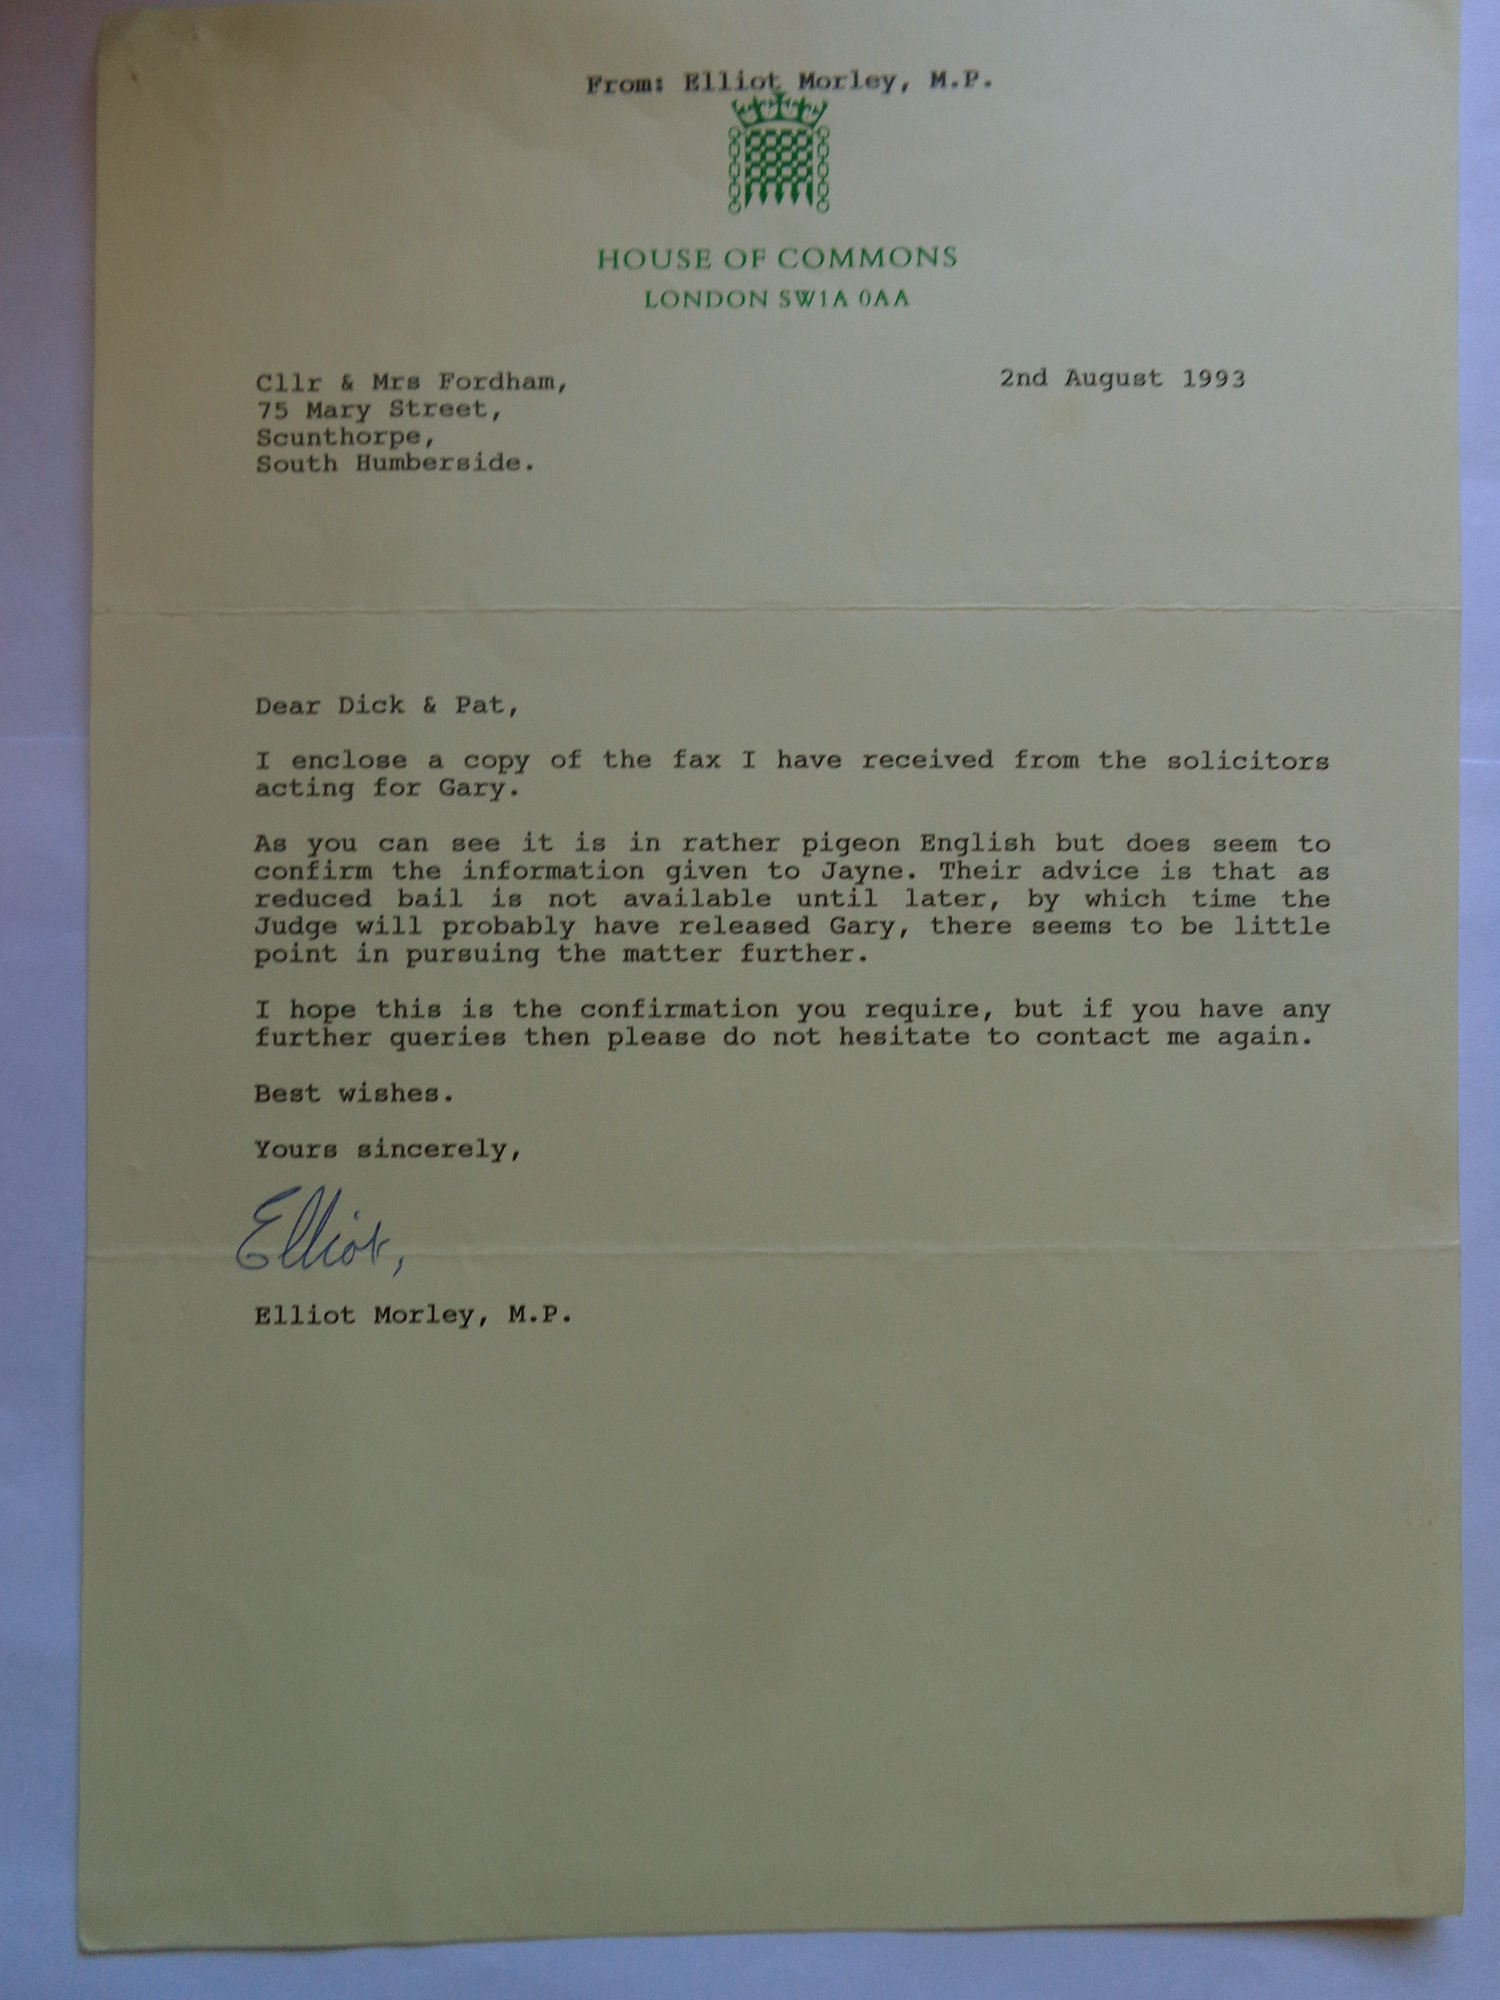 From: Elliot Morley, M.P.
HOUSE OF COMMONS
LONDON SW1A 0AA
Cllr & Mrs Fordham,
2nd August 1993
75 Mary Street,
Scunthorpe,
South Humberside.
Dear Dick & Pat,
I enclose a copy of the fax I have received from the solicitors
acting for Gary.
As you can see it is in rather pigeon English but does seem to
confirm the information given to Jayne. Their advice is that as
reduced bail is not available until later, by which time the
Judge will probably have released Gary, there seems to be little
point in pursuing the matter further.
I hope this is the confirmation you require, but if you have any
further queries then please do not hesitate to contact me again.
Best wishes.
Yours sincerely,
Elliot,
Elliot Morley, M.P.